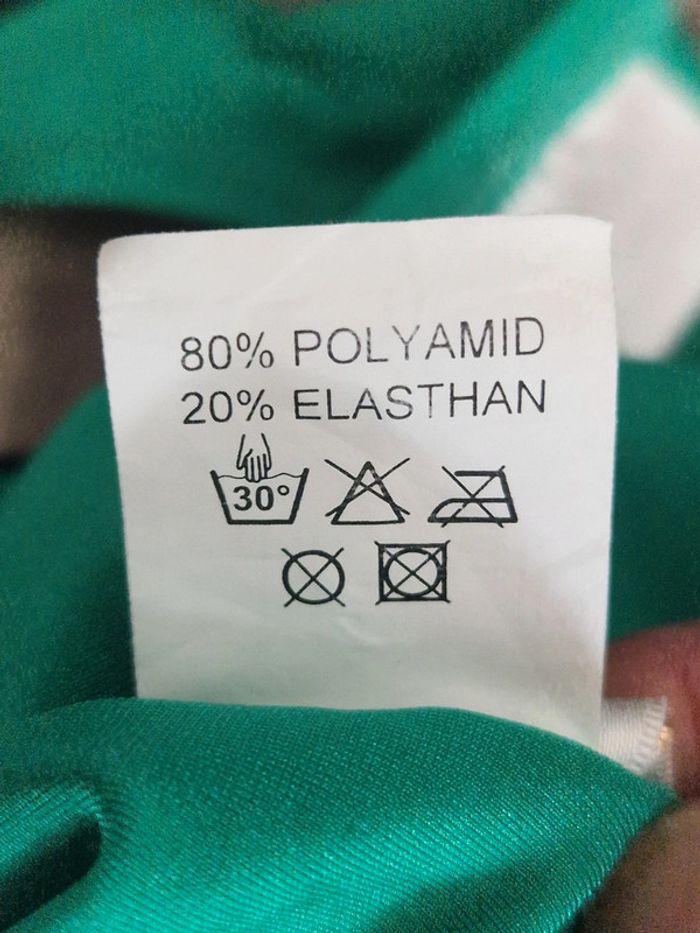 80% POLYAMID
20% ELASTHAN
30°